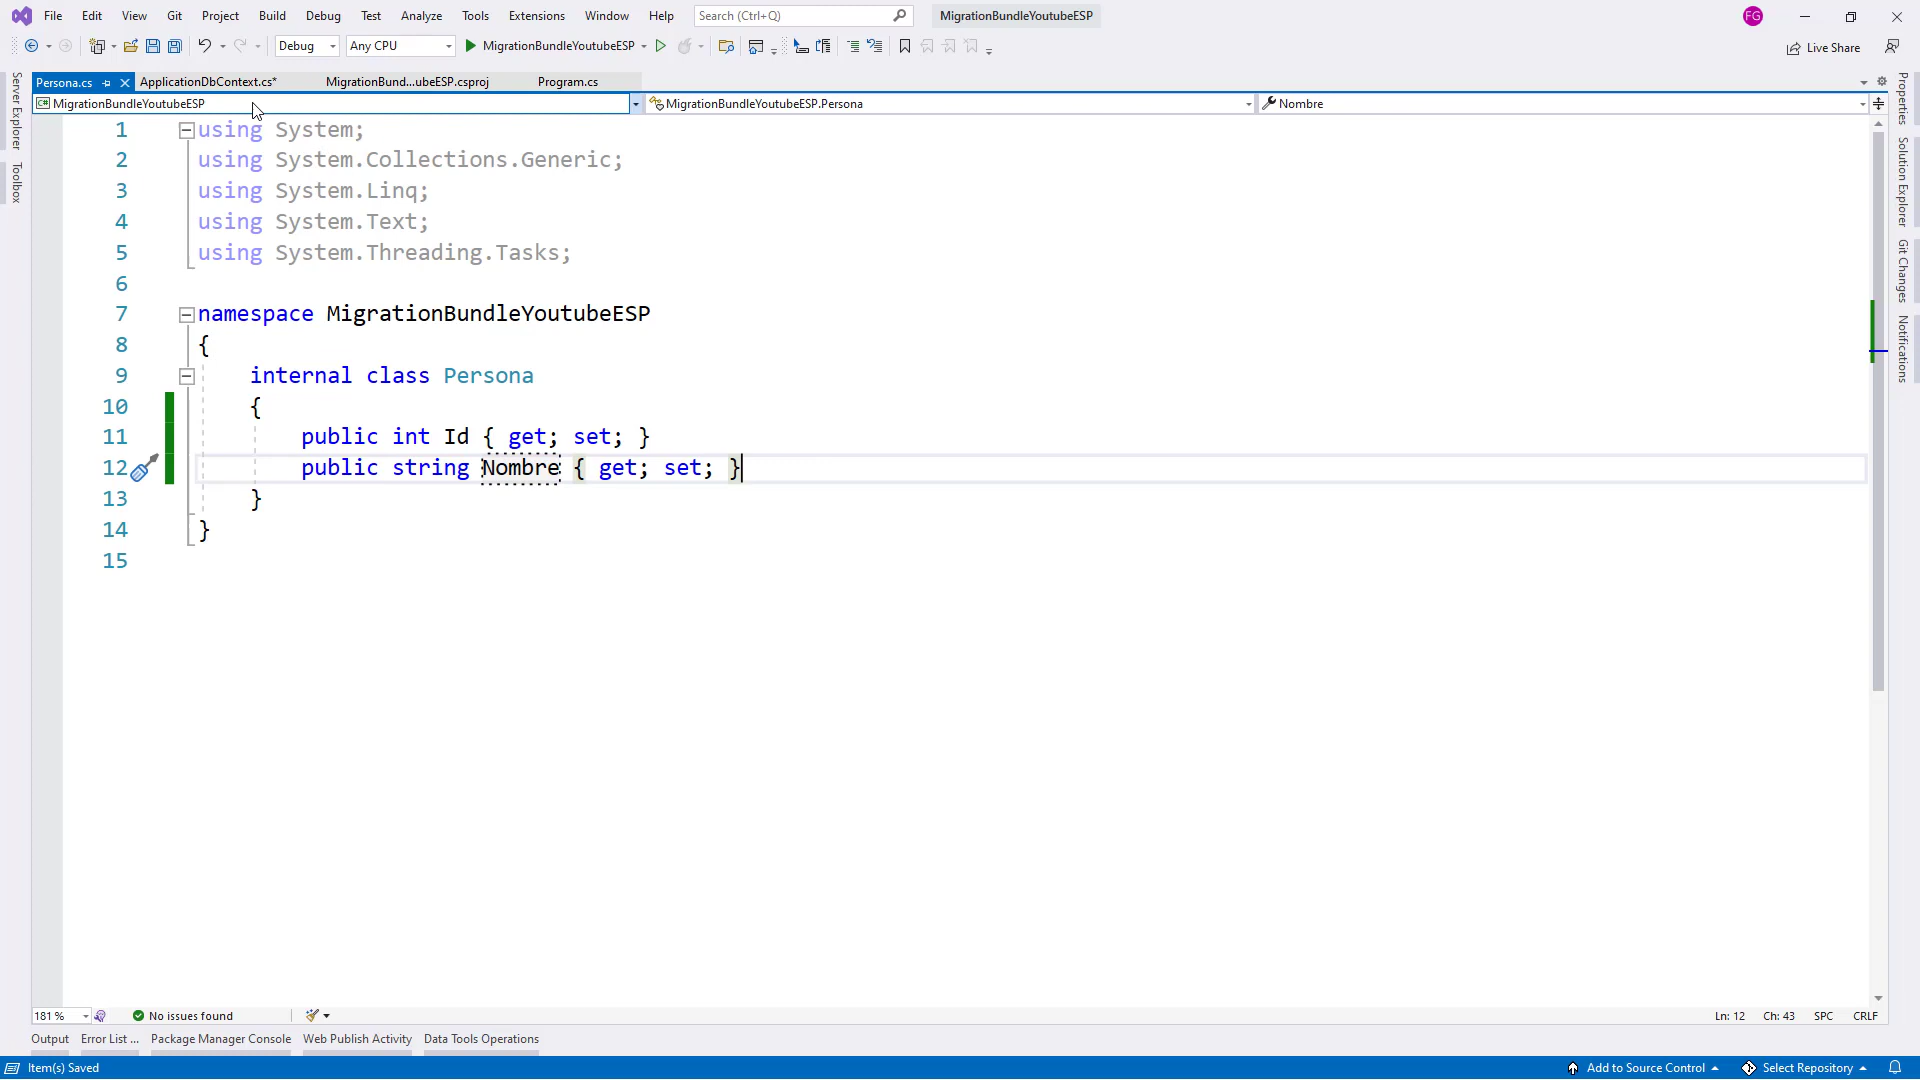 File Edit View Git Project Build Debug Test Analyze Tools Extensions Window Help Search (Ctrl+Q) MigrationBundleYoutubeESP FG
Debug Any CPU MigrationBundleYoutubeESP Live Share
Persona.cs ApplicationDbContext.cs* MigrationBund...ubeESP.csproj Program.cs
MigrationBundleYoutubeESP MigrationBundleYoutubeESP.Persona Nombre
Server Explorer
Toolbox
1 using System;
2 using System.Collections.Generic;
3 using System.Linq;
4 using System.Text;
5 using System.Threading.Tasks;
6
7 namespace MigrationBundleYoutubeESP
8 {
9 internal class Persona
10 {
11 public int Id { get; set; }
12 public string Nombre { get; set; }
13 }
14 }
15
Properties
Solution Explorer
Git Changes
Notifications
181 % No issues found Ln: 12 Ch: 43 SPC CRLF
Output Error List ... Package Manager Console Web Publish Activity Data Tools Operations
Item(s) Saved Add to Source Control Select Repository